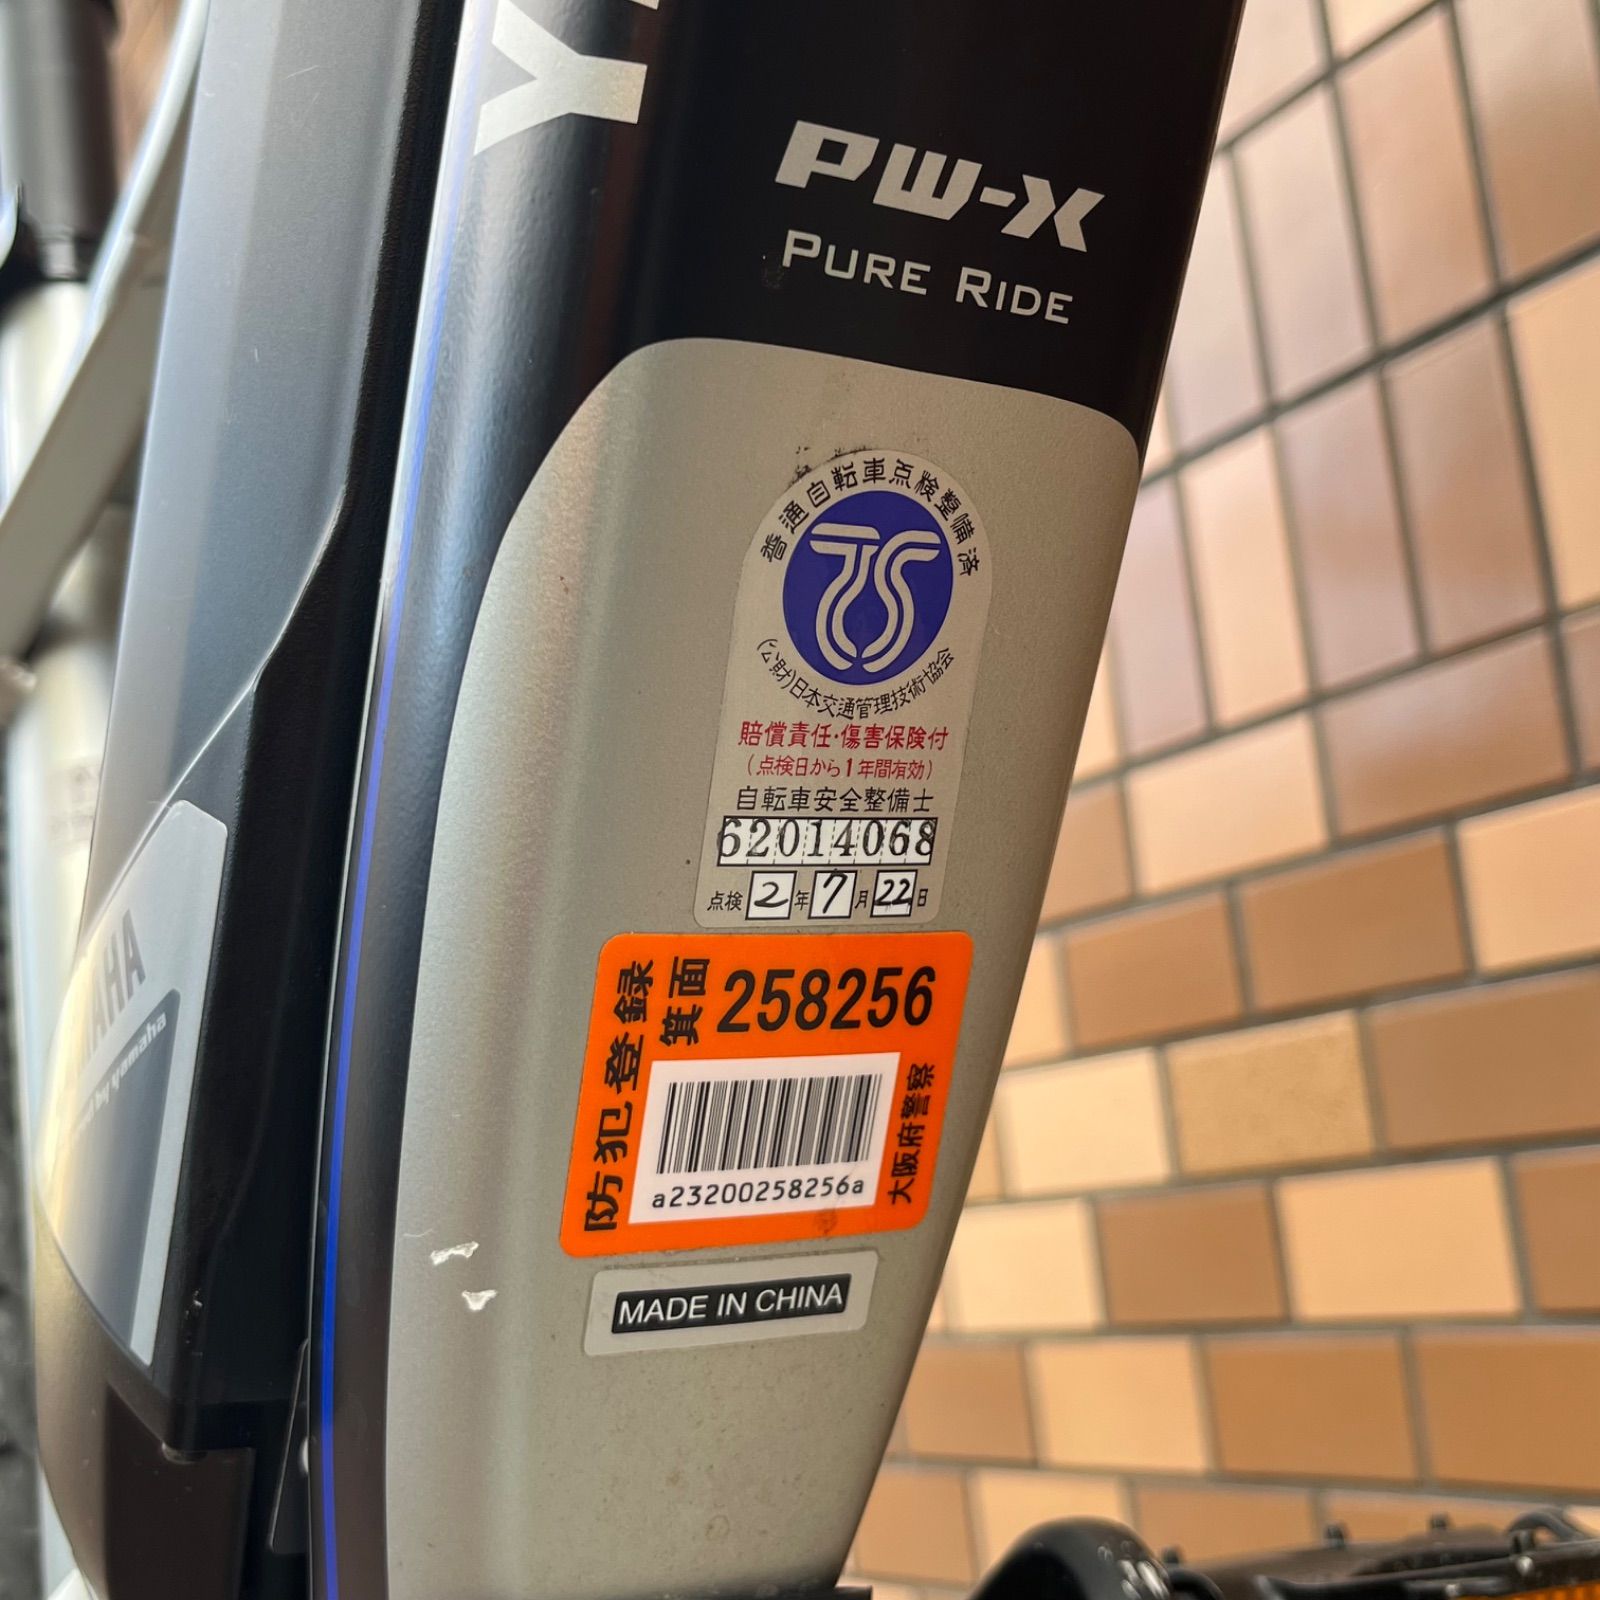 PW-X
PURE RIDE
普通自転車点検整備済
TS
(公財)日本交通管理技術協会
賠償責任・傷害保険付
(点検日から1年間有効)
自転車安全整備士
62014068
点検 2 年 7 月 22 日
防犯登録
箕面 258256
a23200258256a
大阪府警察
MADE IN CHINA
YAMAHA
by Yamaha